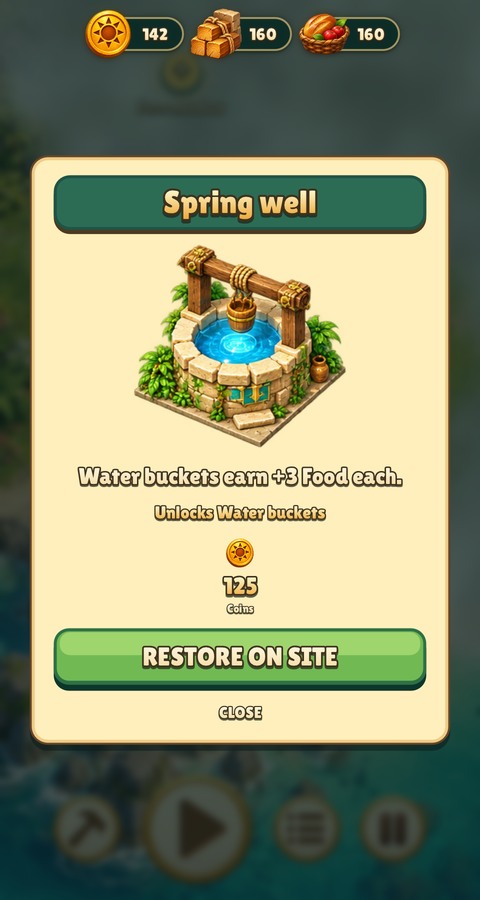 142
160
160
Spring well
Water buckets earn +3 Food each.
Unlocks Water buckets
125
Coins
RESTORE ON SITE
CLOSE